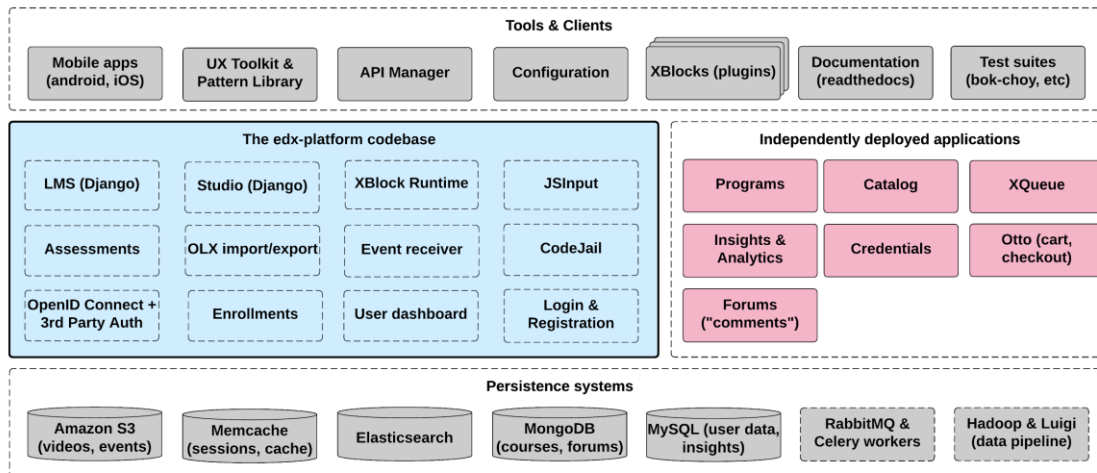 Tools & Clients
Mobile apps
(android, iOS)
UX Toolkit &
Pattern Library
API Manager
Configuration
XBlocks (plugins)
Documentation
(readthedocs)
Test suites
(bok-choy, etc)
The edx-platform codebase
LMS (Django)
Studio (Django)
XBlock Runtime
JSInput
Assessments
OLX import/export
Event receiver
CodeJail
OpenID Connect +
3rd Party Auth
Enrollments
User dashboard
Login &
Registration
Independently deployed applications
Programs
Catalog
XQueue
Insights &
Analytics
Credentials
Otto (cart,
checkout)
Forums
("comments")
Persistence systems
Amazon S3
(videos, events)
Memcache
(sessions, cache)
Elasticsearch
MongoDB
(courses, forums)
MySQL (user data,
insights)
RabbitMQ &
Celery workers
Hadoop & Luigi
(data pipeline)